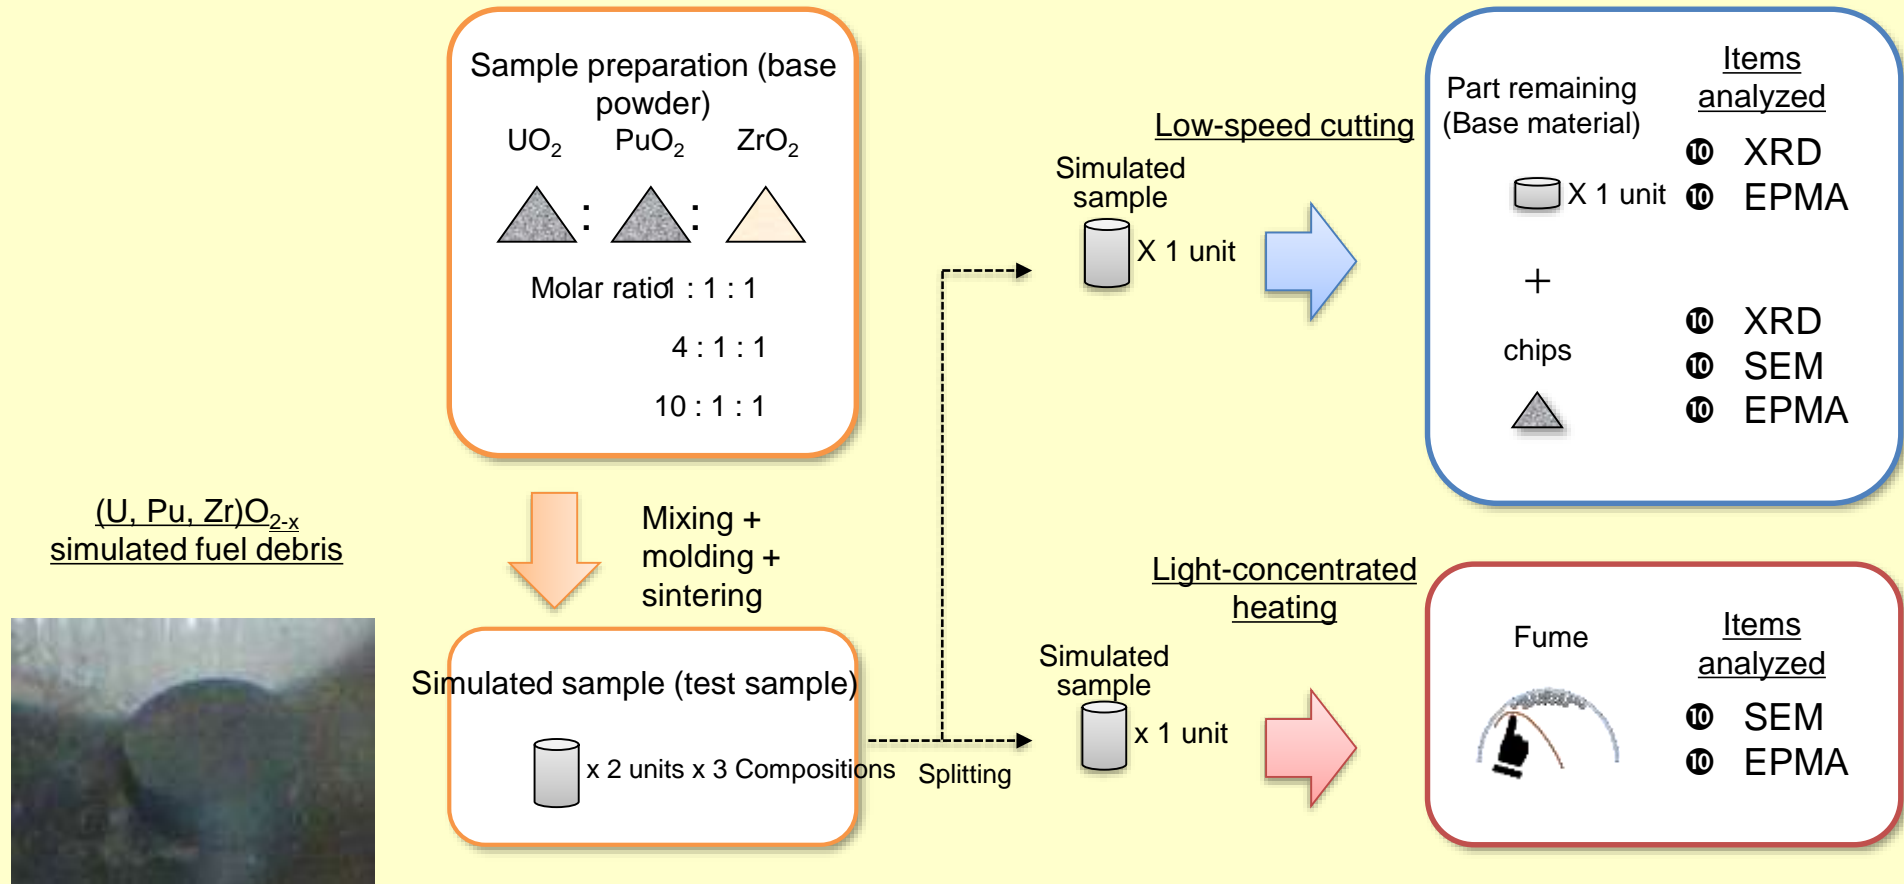 Sample preparation (base
powder)
UO2 PuO2 ZrO2
: :
Molar ratio 1 : 1 : 1
4 : 1 : 1
10 : 1 : 1
(U, Pu, Zr)O2-x
simulated fuel debris
Mixing +
molding +
sintering
Simulated sample (test sample)
x 2 units x 3 Compositions
Splitting
Low-speed cutting
Simulated
sample
X 1 unit
Part remaining
(Base material)
X 1 unit
+
chips
Items
analyzed
❿ XRD
❿ EPMA
❿ XRD
❿ SEM
❿ EPMA
Light-concentrated
heating
Simulated
sample
x 1 unit
Fume
Items
analyzed
❿ SEM
❿ EPMA